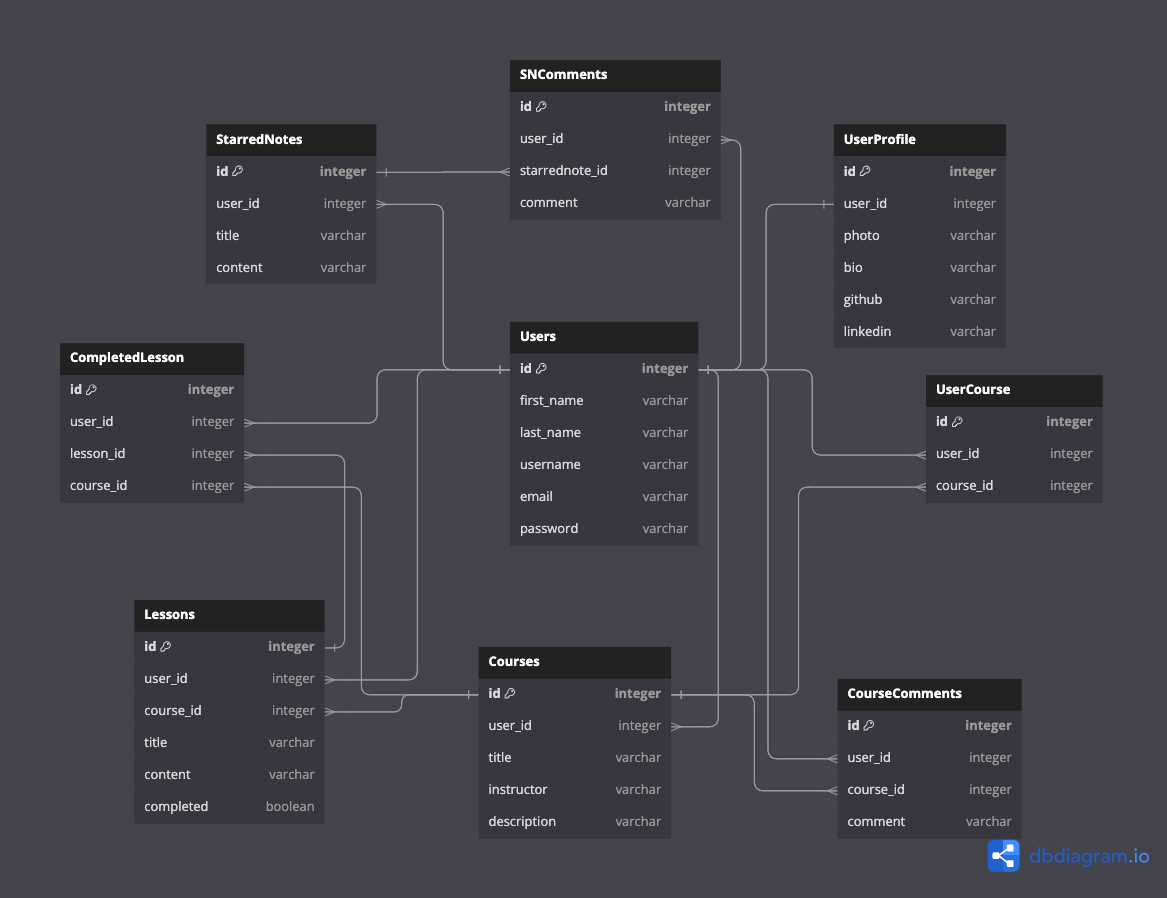 SNComments
id integer
user_id integer
starrednote_id integer
comment varchar
StarredNotes
id integer
user_id integer
title varchar
content varchar
UserProfile
id integer
user_id integer
photo varchar
bio varchar
github varchar
linkedin varchar
Users
id integer
first_name varchar
last_name varchar
username varchar
email varchar
password varchar
CompletedLesson
id integer
user_id integer
lesson_id integer
course_id integer
UserCourse
id integer
user_id integer
course_id integer
Lessons
id integer
user_id integer
course_id integer
title varchar
content varchar
completed boolean
Courses
id integer
user_id integer
title varchar
instructor varchar
description varchar
CourseComments
id integer
user_id integer
course_id integer
comment varchar
dbdiagram.io